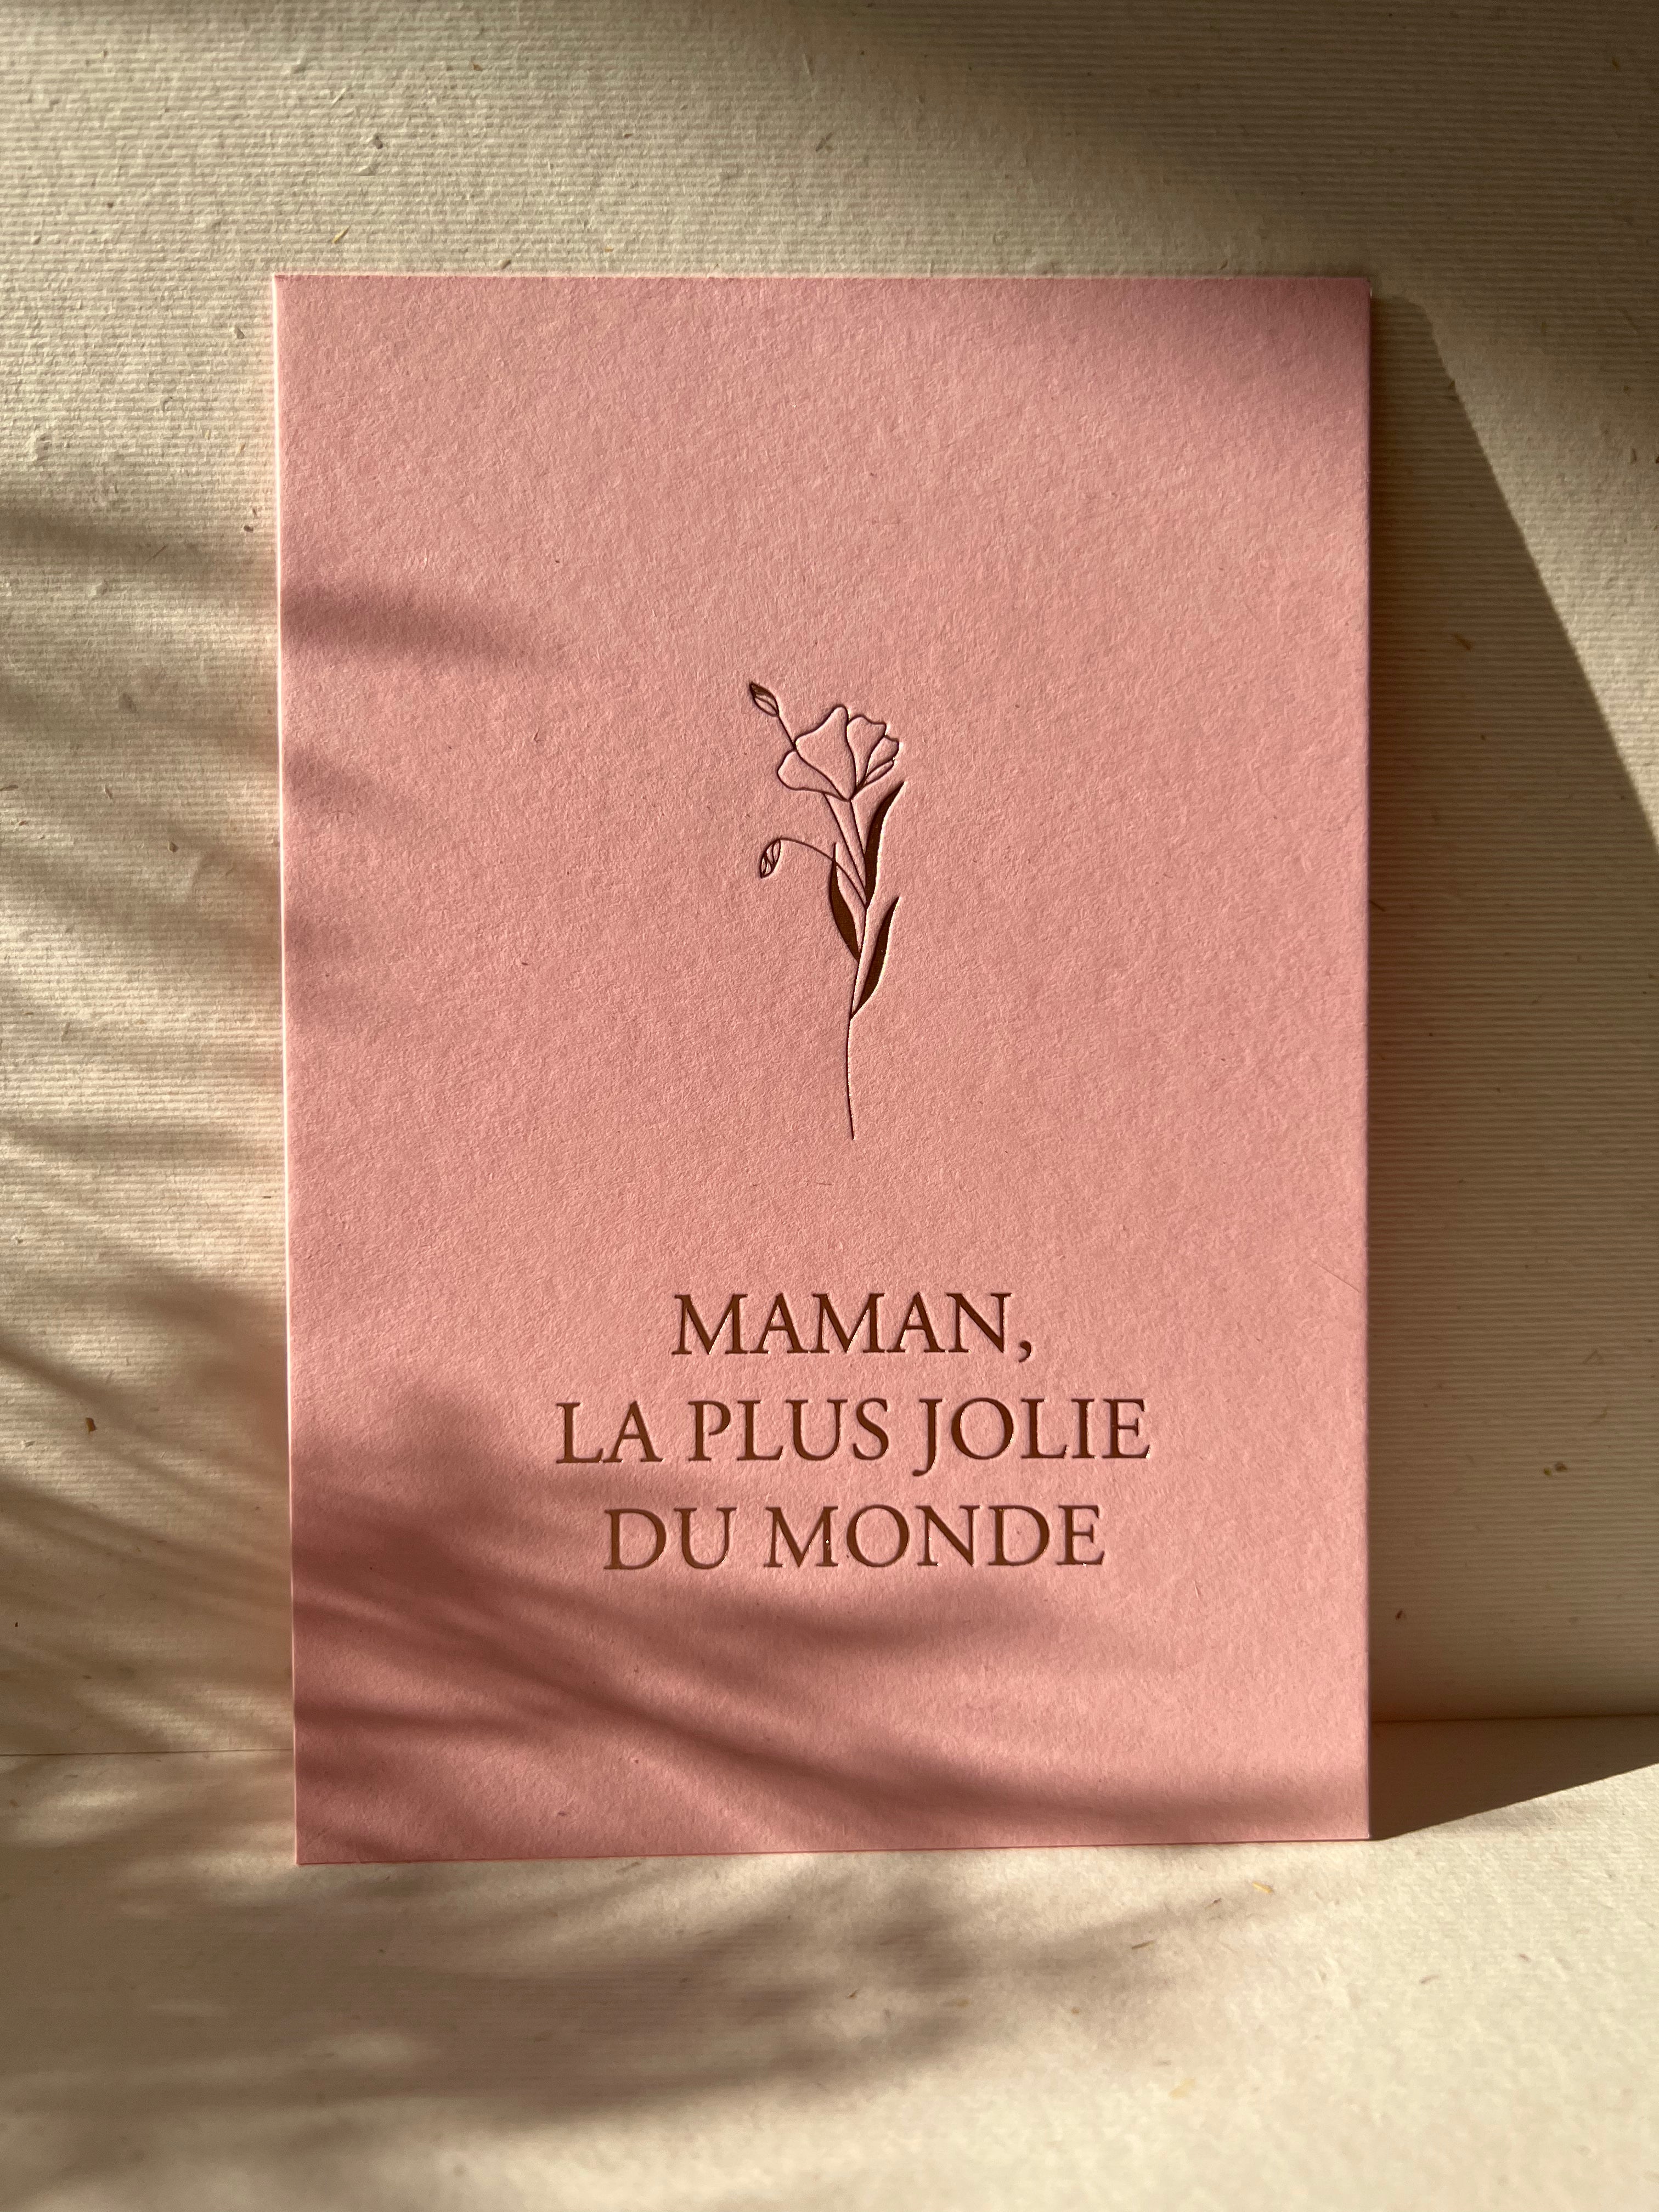 MAMAN,
LA PLUS JOLIE
DU MONDE